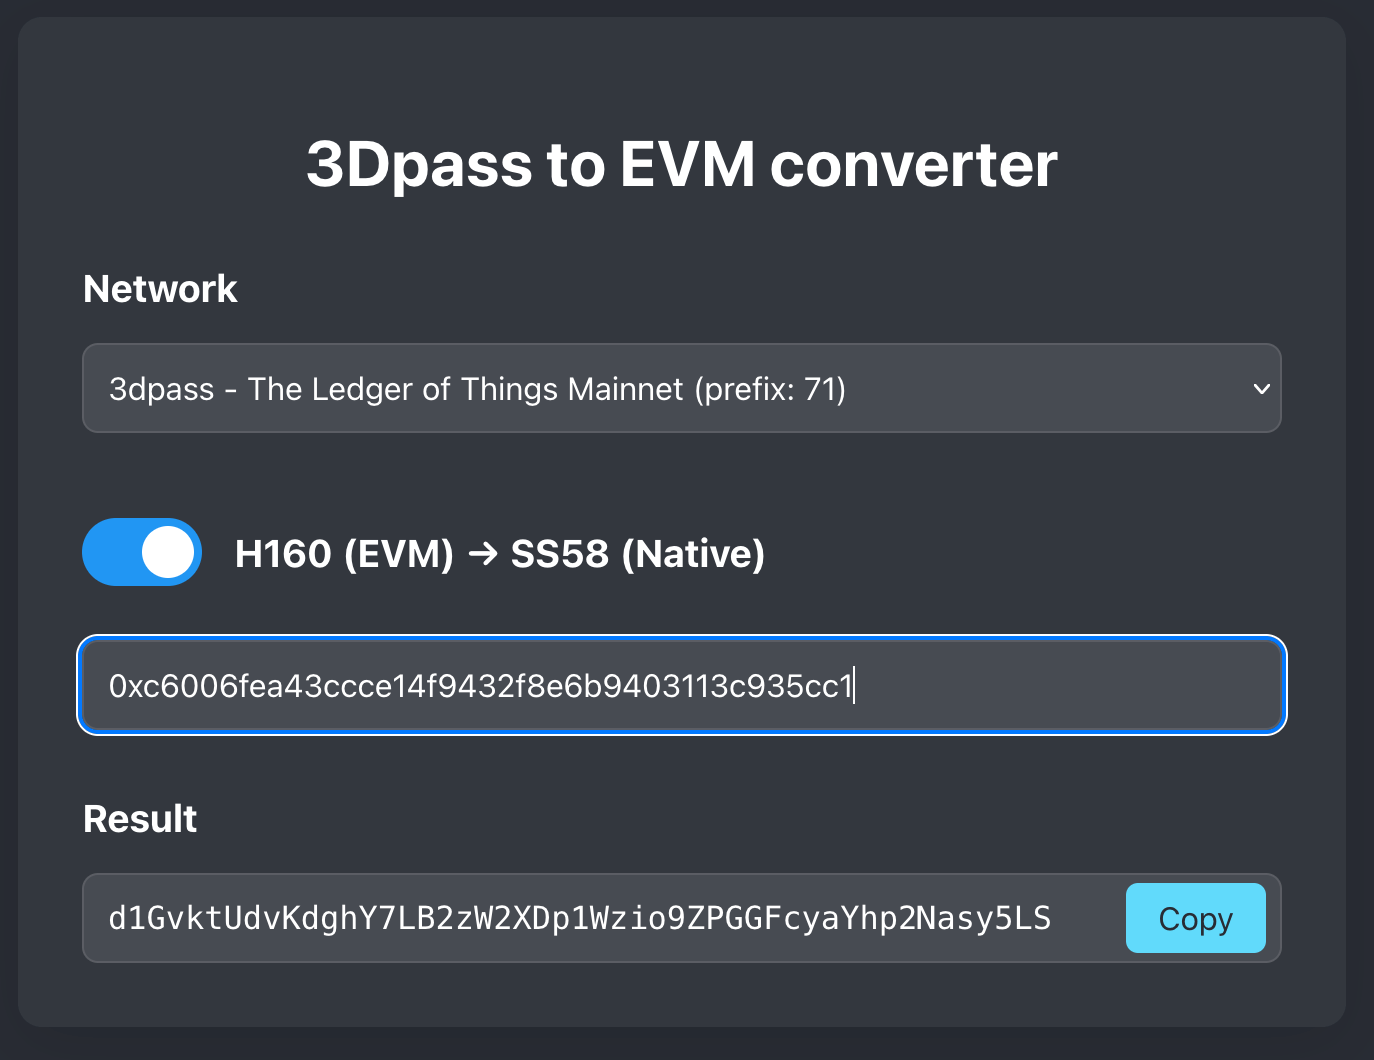 3Dpass to EVM converter
Network
3dpass - The Ledger of Things Mainnet (prefix: 71)
H160 (EVM) → SS58 (Native)
0xc6006fea43ccce14f9432f8e6b9403113c935cc1
Result
d1GvktUdvKdghY7LB2zW2XDp1Wzio9ZPGGFcyaYhp2Nasy5LS
Copy